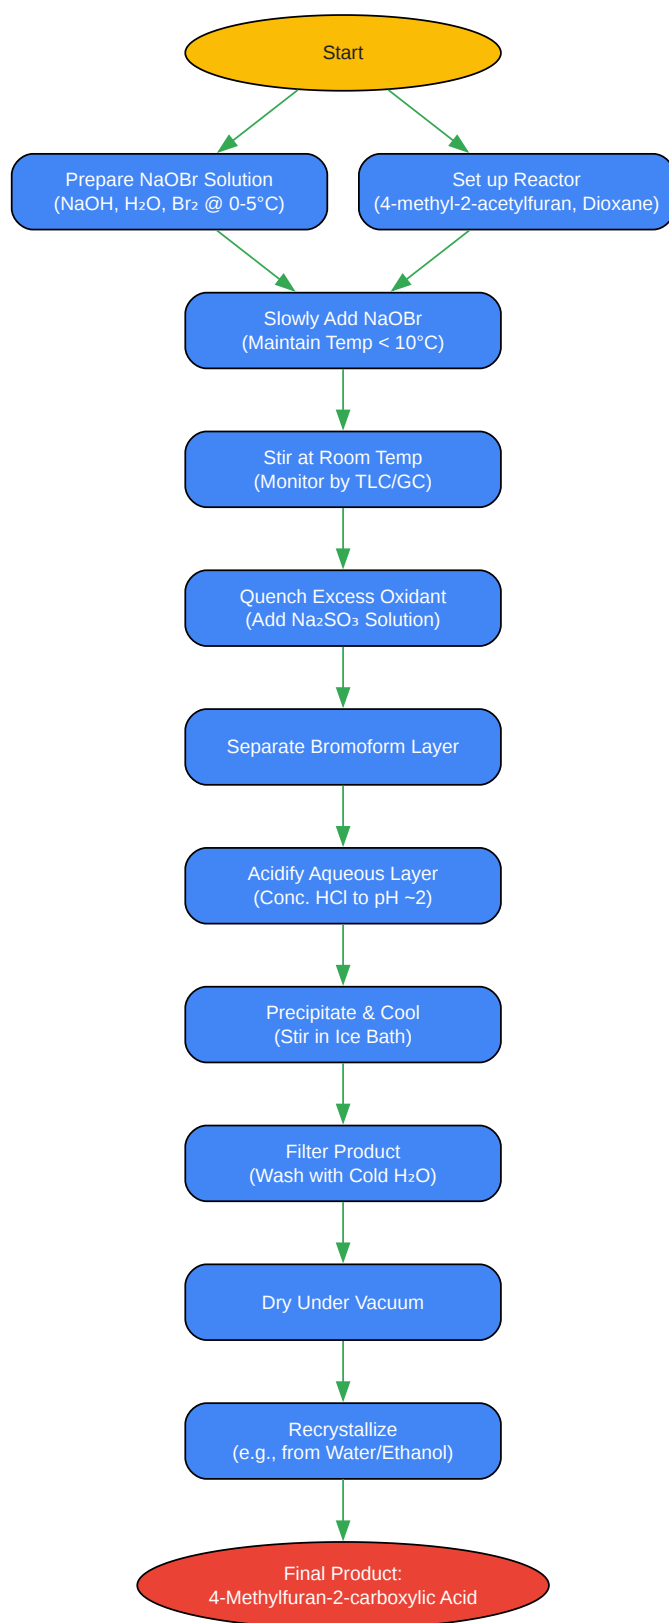 Start
Prepare NaOBr Solution
(NaOH, H₂O, Br₂ @ 0-5°C)
Set up Reactor
(4-methyl-2-acetylfuran, Dioxane)
Slowly Add NaOBr
(Maintain Temp < 10°C)
Stir at Room Temp
(Monitor by TLC/GC)
Quench Excess Oxidant
(Add Na₂SO₃ Solution)
Separate Bromoform Layer
Acidify Aqueous Layer
(Conc. HCl to pH ~2)
Precipitate & Cool
(Stir in Ice Bath)
Filter Product
(Wash with Cold H₂O)
Dry Under Vacuum
Recrystallize
(e.g., from Water/Ethanol)
Final Product:
4-Methylfuran-2-carboxylic Acid